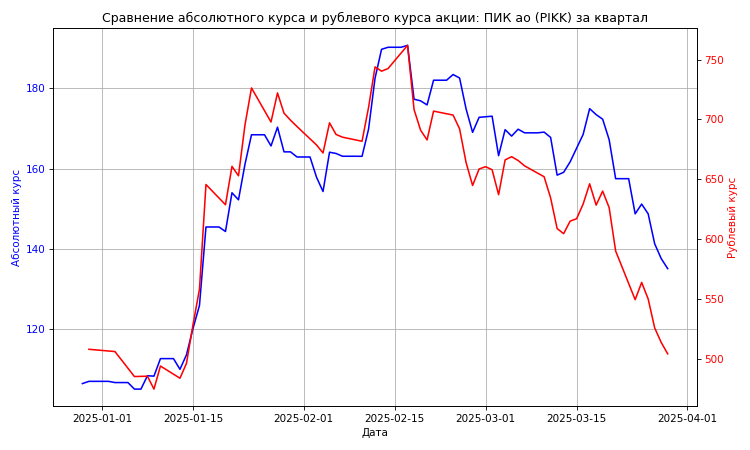 Сравнение абсолютного курса и рублевого курса акции: ПИК ао (PIKK) за квартал
Абсолютный курс
180
160
140
120
750
700
650
600
550
500
Рублевый курс
2025-01-01 2025-01-15 2025-02-01 2025-02-15 2025-03-01 2025-03-15 2025-04-01
Дата